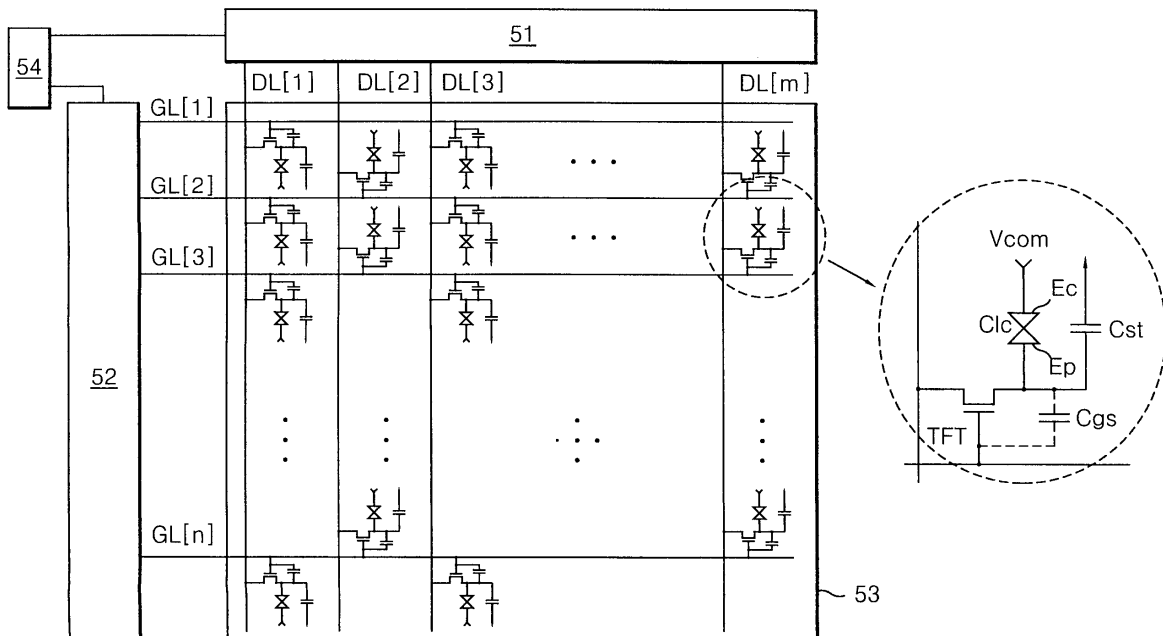 51
54
DL[1] DL[2] DL[3] DL[m]
GL[1]
GL[2]
GL[3]
Vcom
Ec
Clc
Cst
Ep
52
Cgs
TFT
GL[n]
53